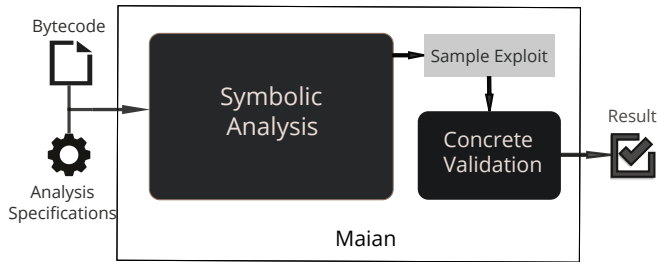 Bytecode
Symbolic
Analysis
Sample Exploit
Concrete
Validation
Result
Analysis
Specifications
Maian